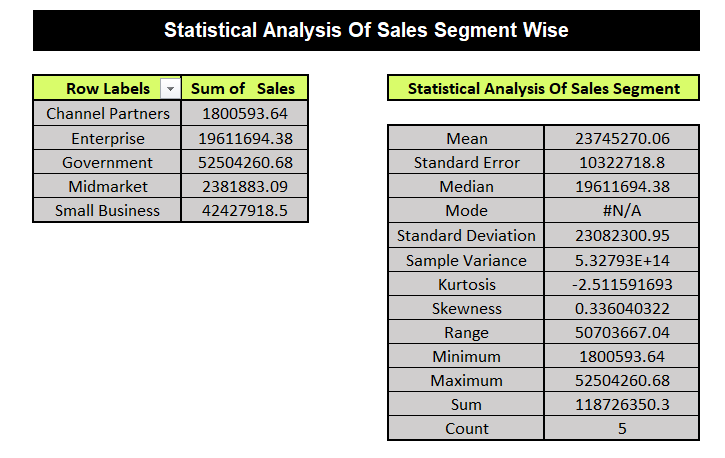 Statistical Analysis Of Sales Segment Wise
Row Labels Sum of Sales
Channel Partners 1800593.64
Enterprise 19611694.38
Government 52504260.68
Midmarket 2381883.09
Small Business 42427918.5
Statistical Analysis Of Sales Segment
Mean 23745270.06
Standard Error 10322718.8
Median 19611694.38
Mode #N/A
Standard Deviation 23082300.95
Sample Variance 5.32793E+14
Kurtosis -2.511591693
Skewness 0.336040322
Range 50703667.04
Minimum 1800593.64
Maximum 52504260.68
Sum 118726350.3
Count 5